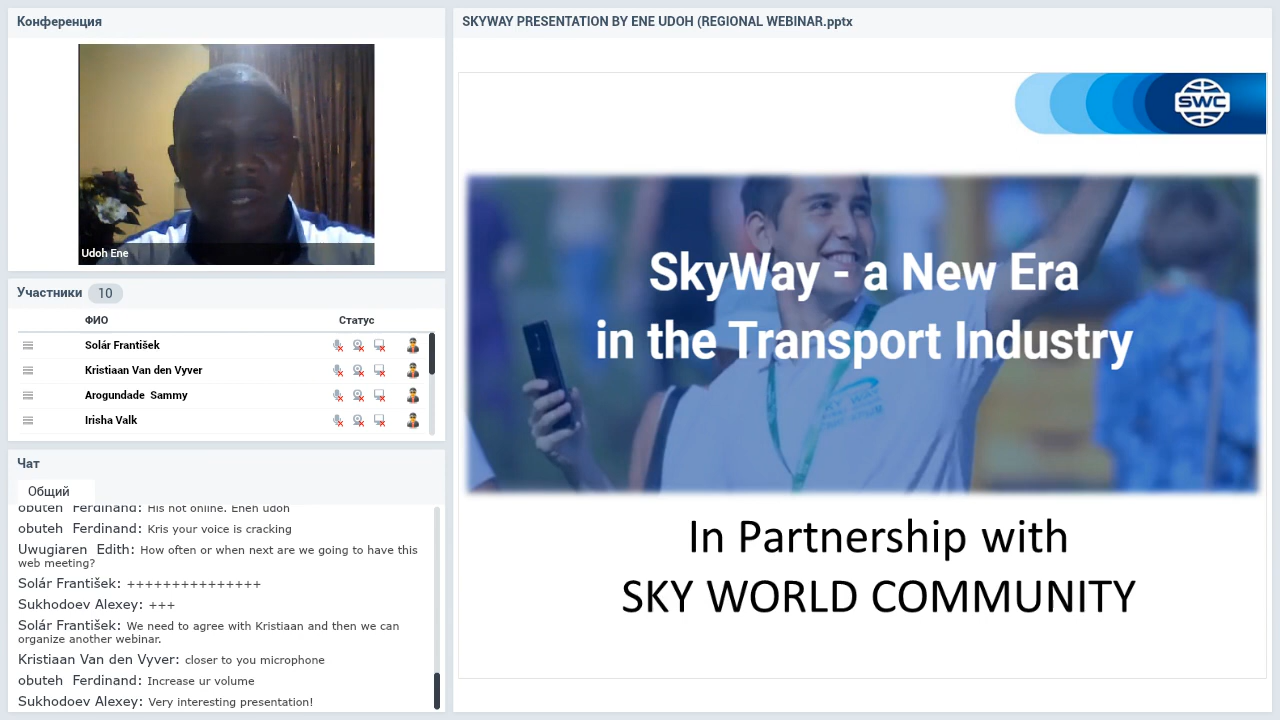 Конференция
Udoh Ene
Участники 10
ФИО Статус
Solár František
Kristiaan Van den Vyver
Arogundade Sammy
Irisha Valk
Чат
Общий
obuteh Ferdinand: His not online. Eneh udoh
obuteh Ferdinand: Kris your voice is cracking
Uwugiaren Edith: How often or when next are we going to have this
web meeting?
Solár František: +++++++++++++++
Sukhodoev Alexey: +++
Solár František: We need to agree with Kristiaan and then we can
organize another webinar.
Kristiaan Van den Vyver: closer to you microphone
obuteh Ferdinand: Increase ur volume
Sukhodoev Alexey: Very interesting presentation!
SKYWAY PRESENTATION BY ENE UDOH (REGIONAL WEBINAR.pptx
SWC
SkyWay - a New Era
in the Transport Industry
SKY WAY
In Partnership with
SKY WORLD COMMUNITY